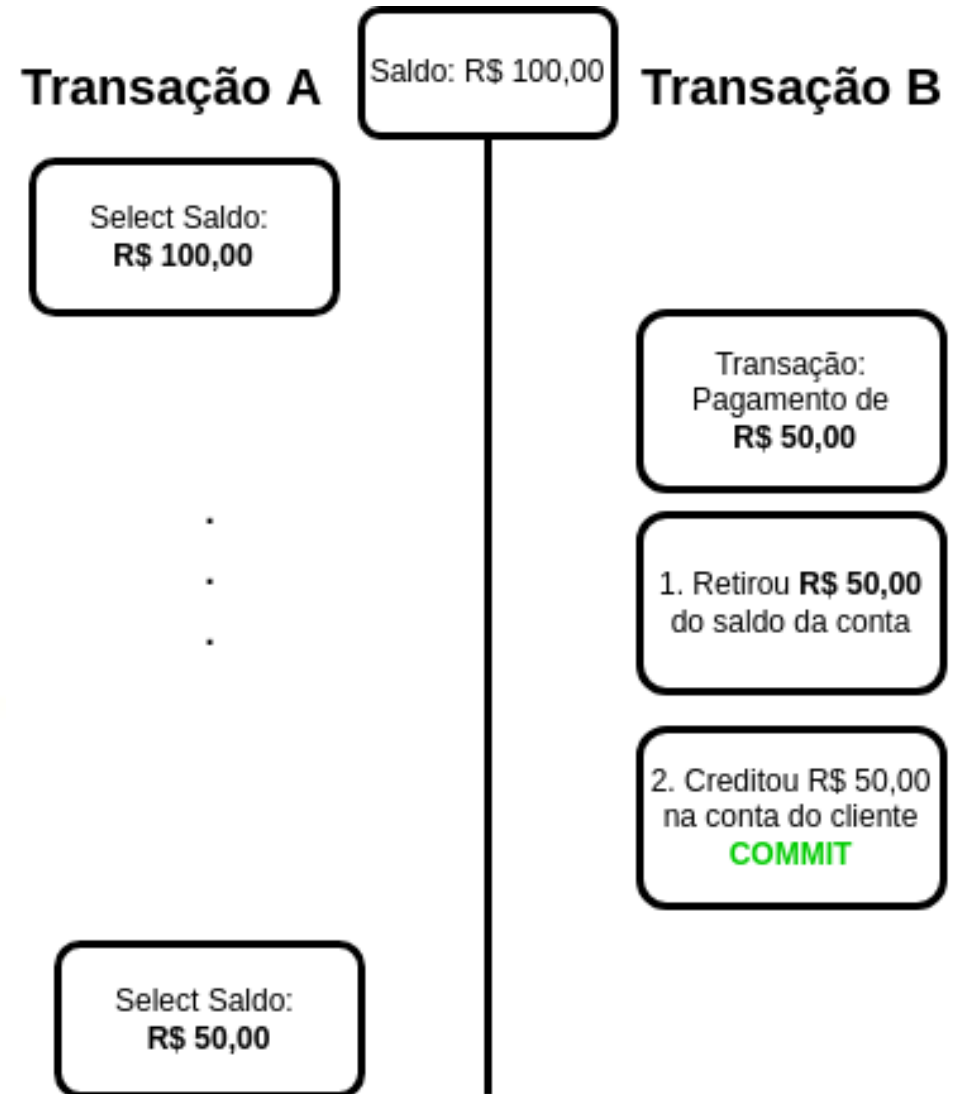 Saldo: R$ 100,00
Transação A
Transação B
Select Saldo:
R$ 100,00
Transação:
Pagamento de
R$ 50,00
.
.
.
1. Retirou R$ 50,00
do saldo da conta
2. Creditou R$ 50,00
na conta do cliente
COMMIT
Select Saldo:
R$ 50,00